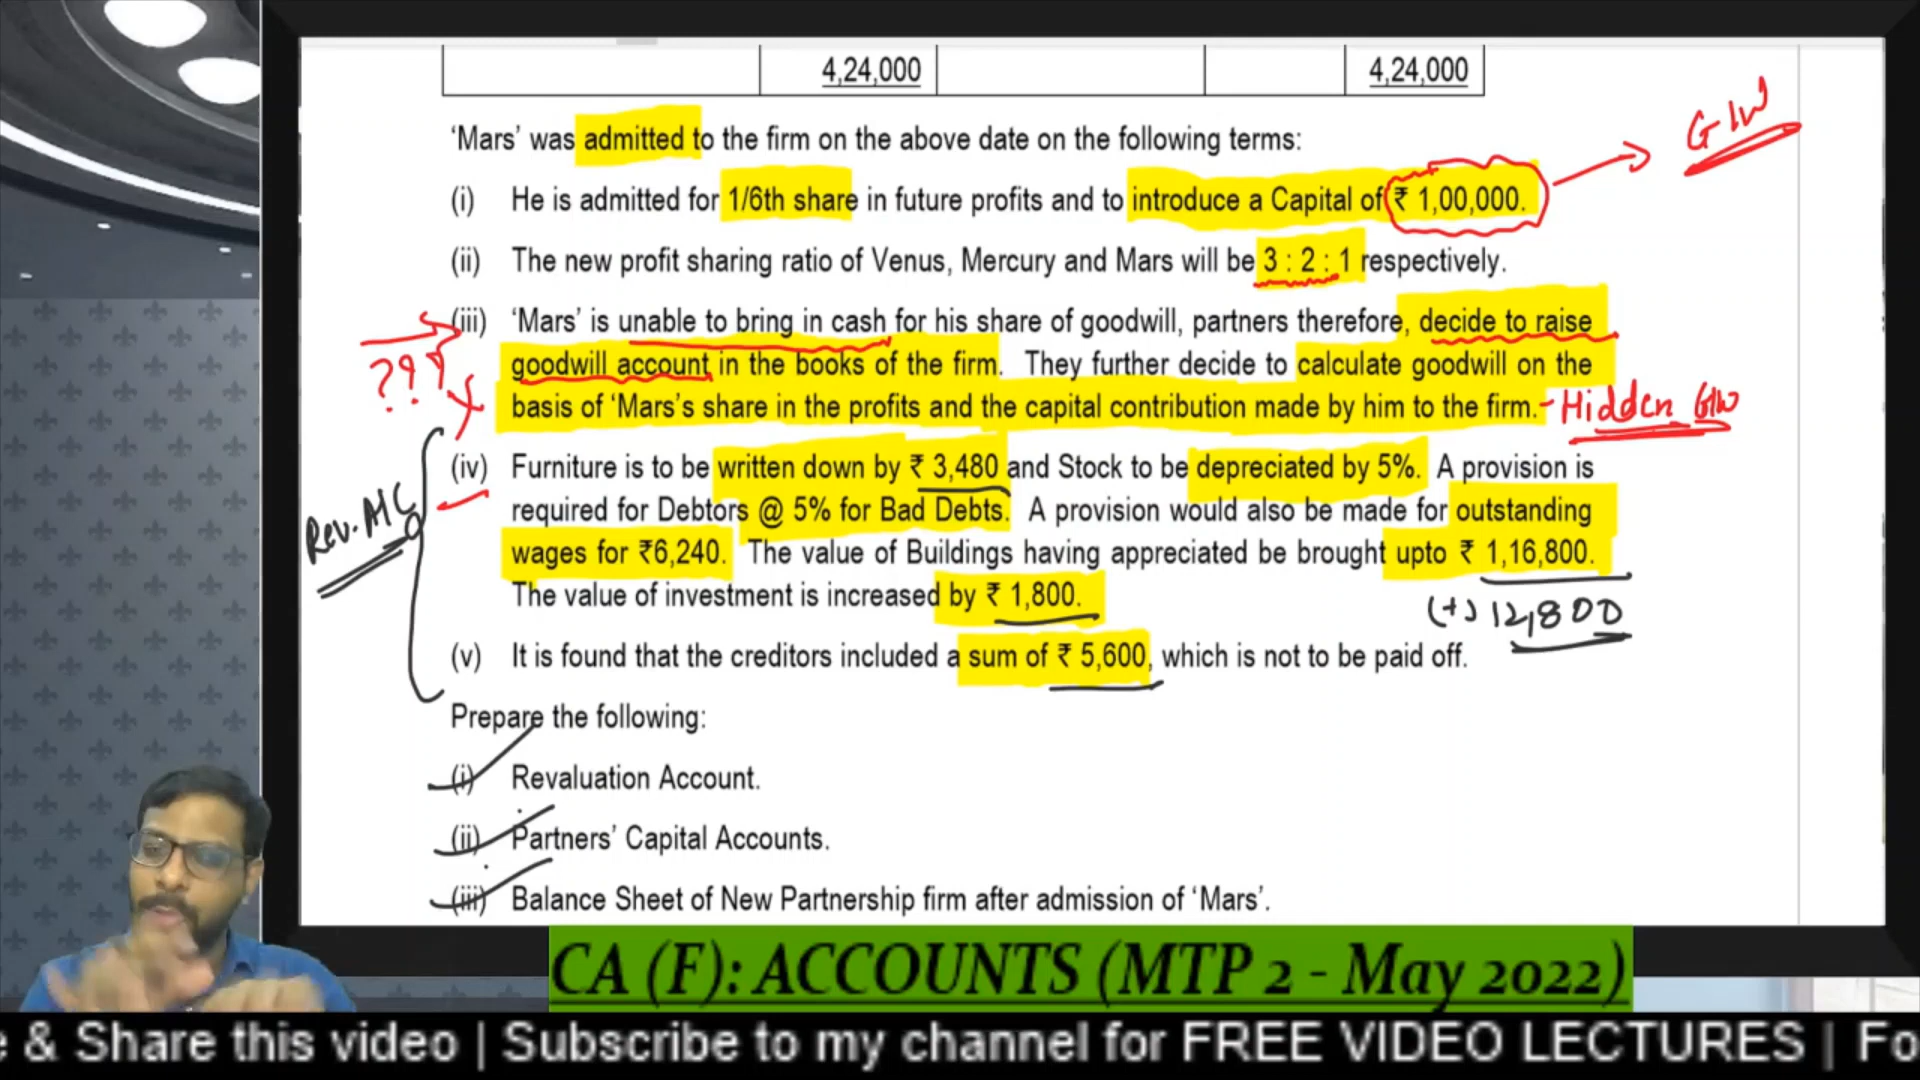 4,24,000 4,24,000
‘Mars’ was admitted to the firm on the above date on the following terms:
G/W
(i) He is admitted for 1/6th share in future profits and to introduce a Capital of ₹ 1,00,000.
(ii) The new profit sharing ratio of Venus, Mercury and Mars will be 3 : 2 : 1 respectively.
(iii) ‘Mars’ is unable to bring in cash for his share of goodwill, partners therefore, decide to raise
goodwill account in the books of the firm. They further decide to calculate goodwill on the
???
basis of ‘Mars’s share in the profits and the capital contribution made by him to the firm. - Hidden G/W
(iv) Furniture is to be written down by ₹ 3,480 and Stock to be depreciated by 5%. A provision is
required for Debtors @ 5% for Bad Debts. A provision would also be made for outstanding
Rev. A/C
wages for ₹6,240. The value of Buildings having appreciated be brought upto ₹ 1,16,800.
The value of investment is increased by ₹ 1,800.
(+) 12,800
(v) It is found that the creditors included a sum of ₹ 5,600, which is not to be paid off.
Prepare the following:
(i) Revaluation Account.
(ii) Partners’ Capital Accounts.
(iii) Balance Sheet of New Partnership firm after admission of ‘Mars’.
CA (F): ACCOUNTS (MTP 2 - May 2022)
e & Share this video | Subscribe to my channel for FREE VIDEO LECTURES | Fo